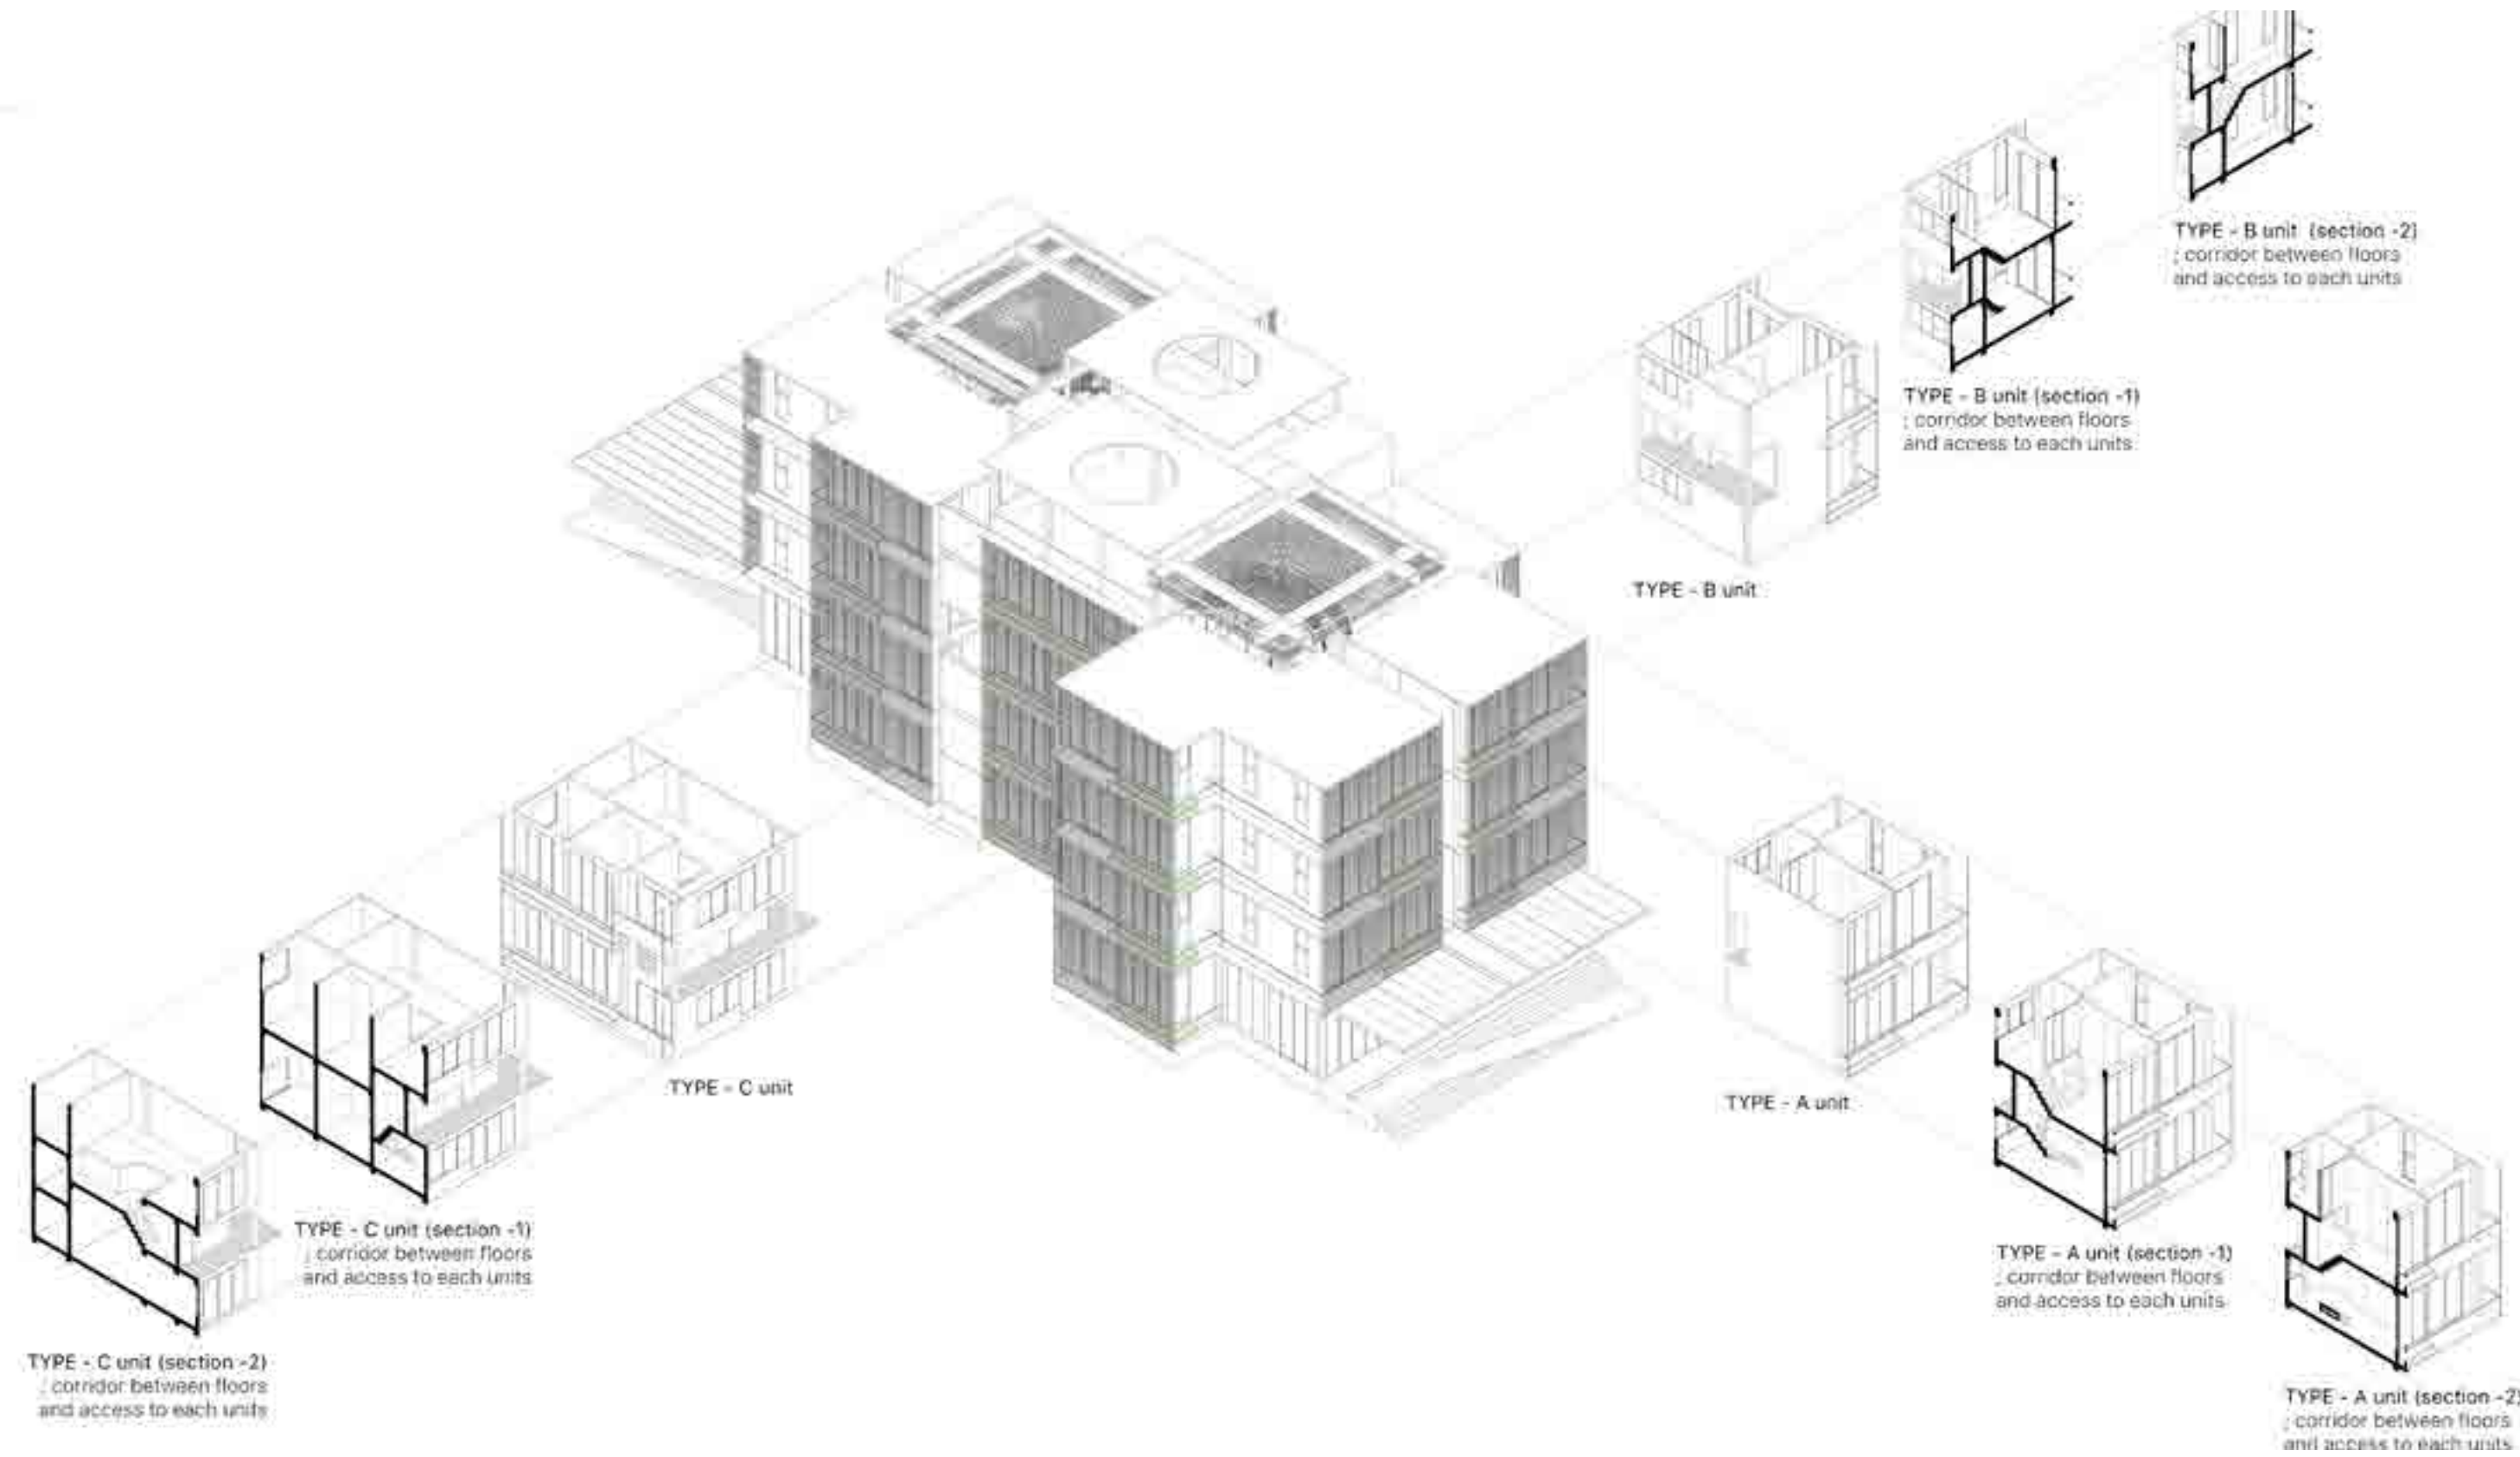 TYPE - B unit (section -2)
; corridor between floors
and access to each units
TYPE - B unit (section -1)
; corridor between floors
and access to each units
TYPE - B unit
TYPE - C unit
TYPE - A unit
TYPE - C unit (section -1)
; corridor between floors
and access to each units
TYPE - A unit (section -1)
; corridor between floors
and access to each units
TYPE - C unit (section -2)
; corridor between floors
and access to each units
TYPE - A unit (section -2)
; corridor between floors
and access to each units